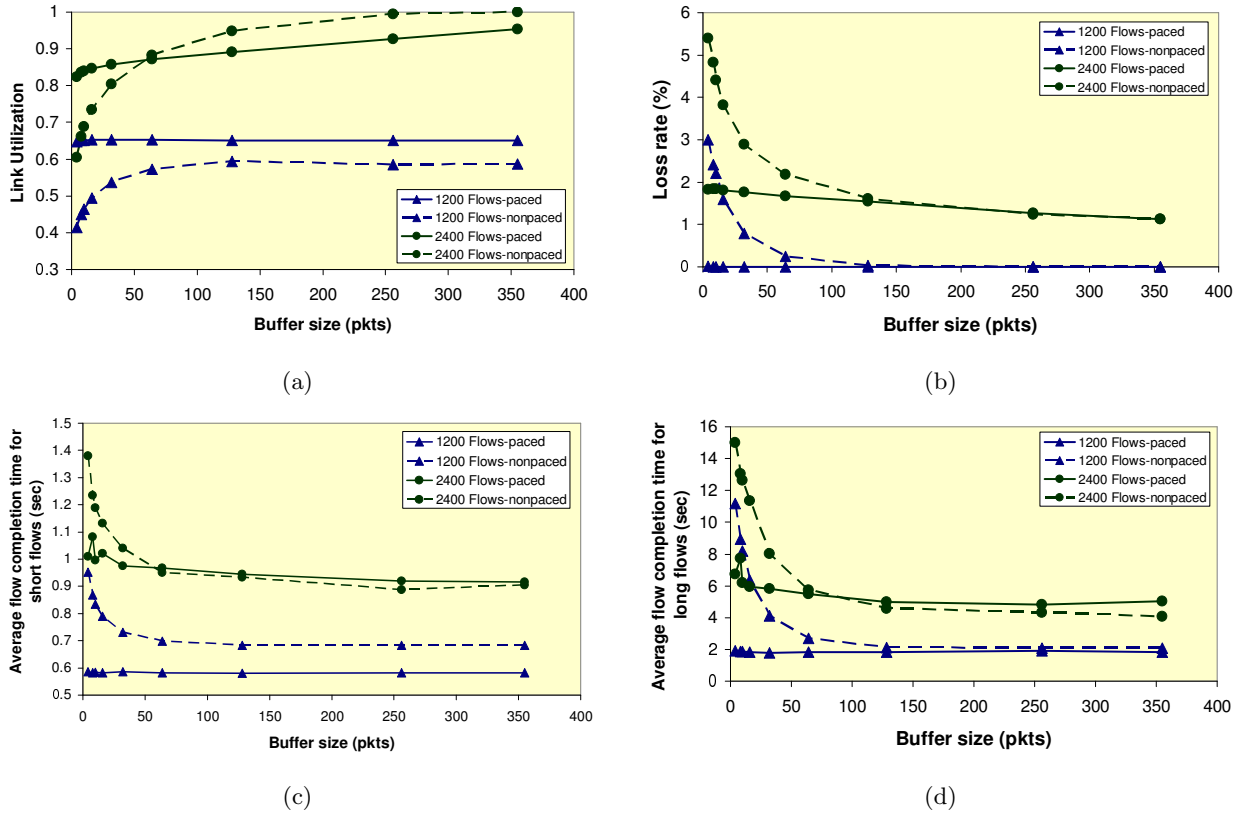 Link Utilization
1
0.9
0.8
0.7
0.6
0.5
0.4
0.3
0 50 100 150 200 250 300 350 400
Buffer size (pkts)
1200 Flows-paced
1200 Flows-nonpaced
2400 Flows-paced
2400 Flows-nonpaced
(a)
Loss rate (%)
6
5
4
3
2
1
0
0 50 100 150 200 250 300 350 400
Buffer size (pkts)
1200 Flows-paced
1200 Flows-nonpaced
2400 Flows-paced
2400 Flows-nonpaced
(b)
Average flow completion time for
short flows (sec)
1.5
1.4
1.3
1.2
1.1
1
0.9
0.8
0.7
0.6
0.5
0 50 100 150 200 250 300 350 400
Buffer size (pkts)
1200 Flows-paced
1200 Flows-nonpaced
2400 Flows-paced
2400 Flows-nonpaced
(c)
Average flow completion time for
long flows (sec)
16
14
12
10
8
6
4
2
0
0 50 100 150 200 250 300 350 400
Buffer size (pkts)
1200 Flows-paced
1200 Flows-nonpaced
2400 Flows-paced
2400 Flows-nonpaced
(d)